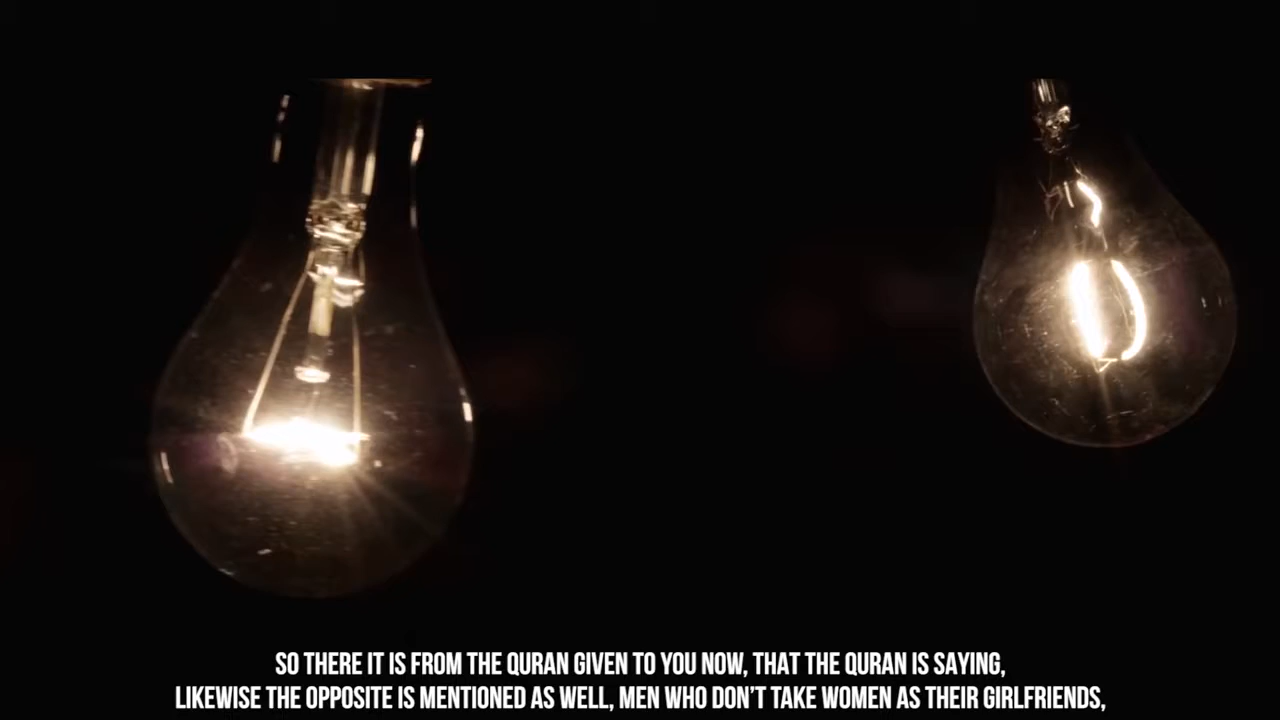 SO THERE IT IS FROM THE QURAN GIVEN TO YOU NOW, THAT THE QURAN IS SAYING,
LIKEWISE THE OPPOSITE IS MENTIONED AS WELL, MEN WHO DON'T TAKE WOMEN AS THEIR GIRLFRIENDS,